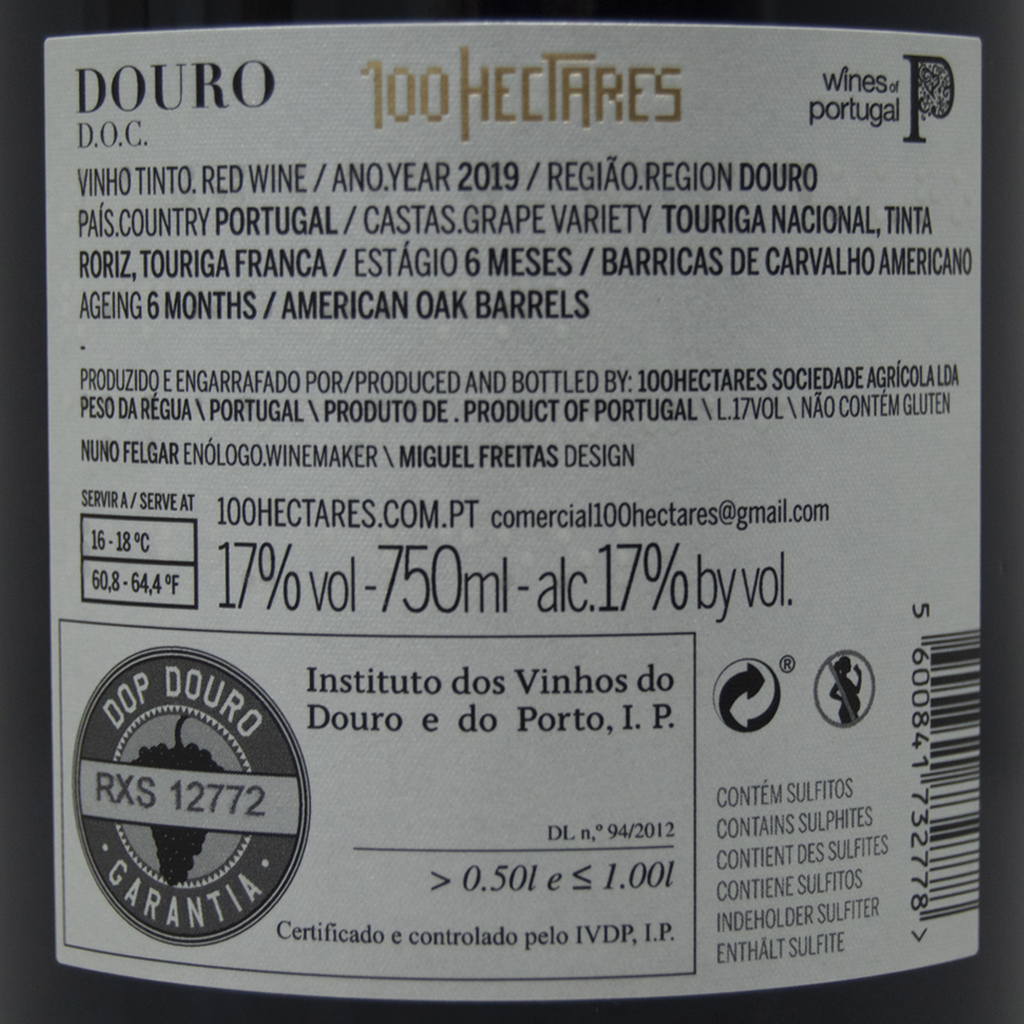 DOURO
D.O.C.
100HECTARES
wines of
portugal
P
VINHO TINTO. RED WINE / ANO.YEAR 2019 / REGIÃO.REGION DOURO
PAÍS.COUNTRY PORTUGAL / CASTAS.GRAPE VARIETY TOURIGA NACIONAL, TINTA
RORIZ, TOURIGA FRANCA / ESTÁGIO 6 MESES / BARRICAS DE CARVALHO AMERICANO
AGEING 6 MONTHS / AMERICAN OAK BARRELS
.
PRODUZIDO E ENGARRAFADO POR/PRODUCED AND BOTTLED BY: 100HECTARES SOCIEDADE AGRÍCOLA LDA
PESO DA RÉGUA \ PORTUGAL \ PRODUTO DE . PRODUCT OF PORTUGAL \ L.17VOL \ NÃO CONTÉM GLUTEN
NUNO FELGAR ENÓLOGO.WINEMAKER \ MIGUEL FREITAS DESIGN
SERVIR A / SERVE AT
16 - 18 ºC
60,8 - 64,4 ºF
100HECTARES.COM.PT comercial100hectares@gmail.com
17% vol - 750ml - alc.17% by vol.
DOP DOURO
RXS 12772
· GARANTIA ·
Instituto dos Vinhos do
Douro e do Porto, I. P.
DL n,º 94/2012
> 0.50l e ≤ 1.00l
Certificado e controlado pelo IVDP, I.P.
®
CONTÉM SULFITOS
CONTAINS SULPHITES
CONTIENT DES SULFITES
CONTIENE SULFITOS
INDEHOLDER SULFITER
ENTHÄLT SULFITE
5 600841 732778 >